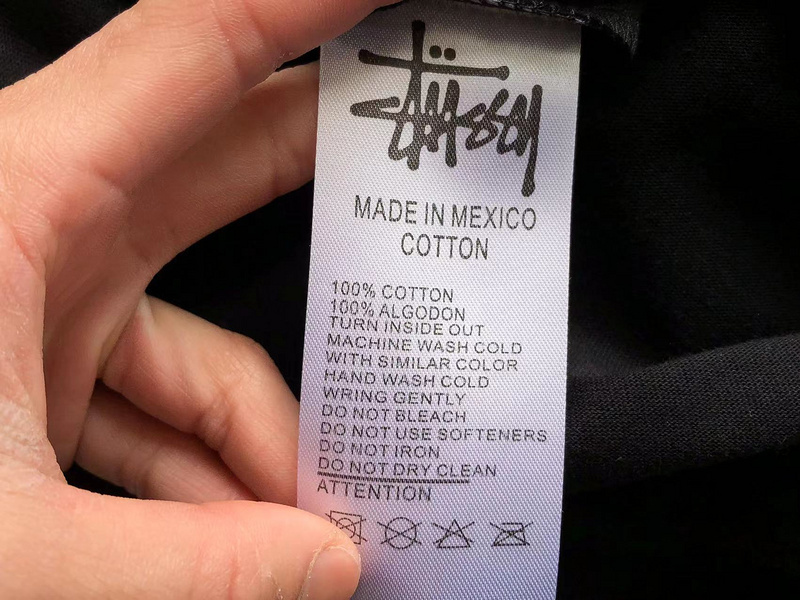 Stüssy
MADE IN MEXICO
COTTON
100% COTTON
100% ALGODON
TURN INSIDE OUT
MACHINE WASH COLD
WITH SIMILAR COLOR
HAND WASH COLD
WRING GENTLY
DO NOT BLEACH
DO NOT USE SOFTENERS
DO NOT IRON
DO NOT DRY CLEAN
ATTENTION